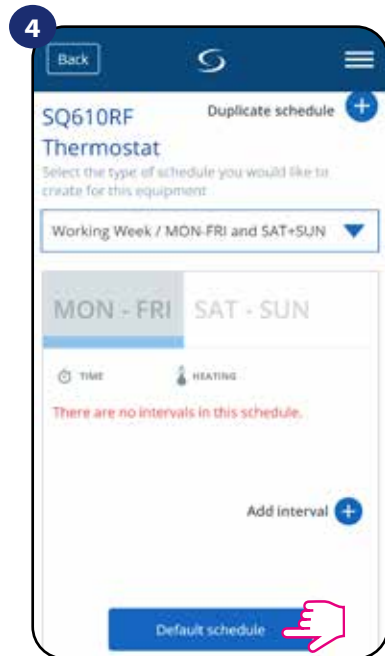 4
Back
SQ610RF
Thermostat
Duplicate schedule +
Select the type of schedule you would like to
create for this equipment
Working Week / MON-FRI and SAT+SUN
MON - FRI SAT - SUN
TIME HEATING
There are no intervals in this schedule.
Add interval +
Default schedule